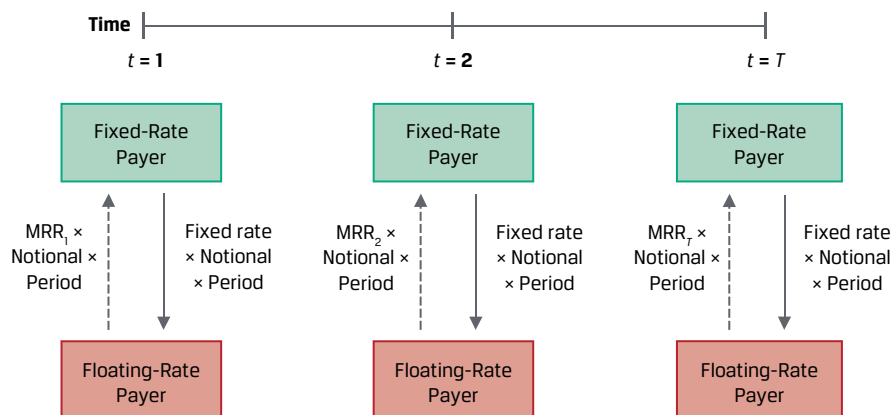 Time
t = 1
t = 2
t = T
Fixed-Rate
Payer
Fixed-Rate
Payer
Fixed-Rate
Payer
MRR₁ ×
Notional ×
Period
Fixed rate
× Notional
× Period
MRR₂ ×
Notional ×
Period
Fixed rate
× Notional
× Period
MRR_T ×
Notional ×
Period
Fixed rate
× Notional
× Period
Floating-Rate
Payer
Floating-Rate
Payer
Floating-Rate
Payer